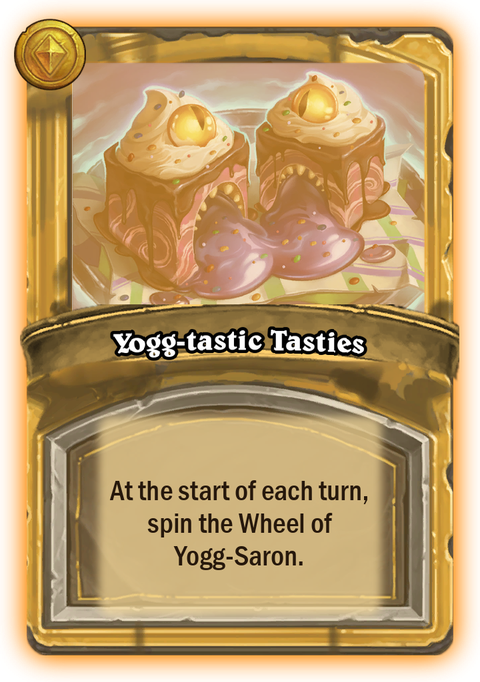 Yogg-tastic Tasties
At the start of each turn,
spin the Wheel of
Yogg-Saron.